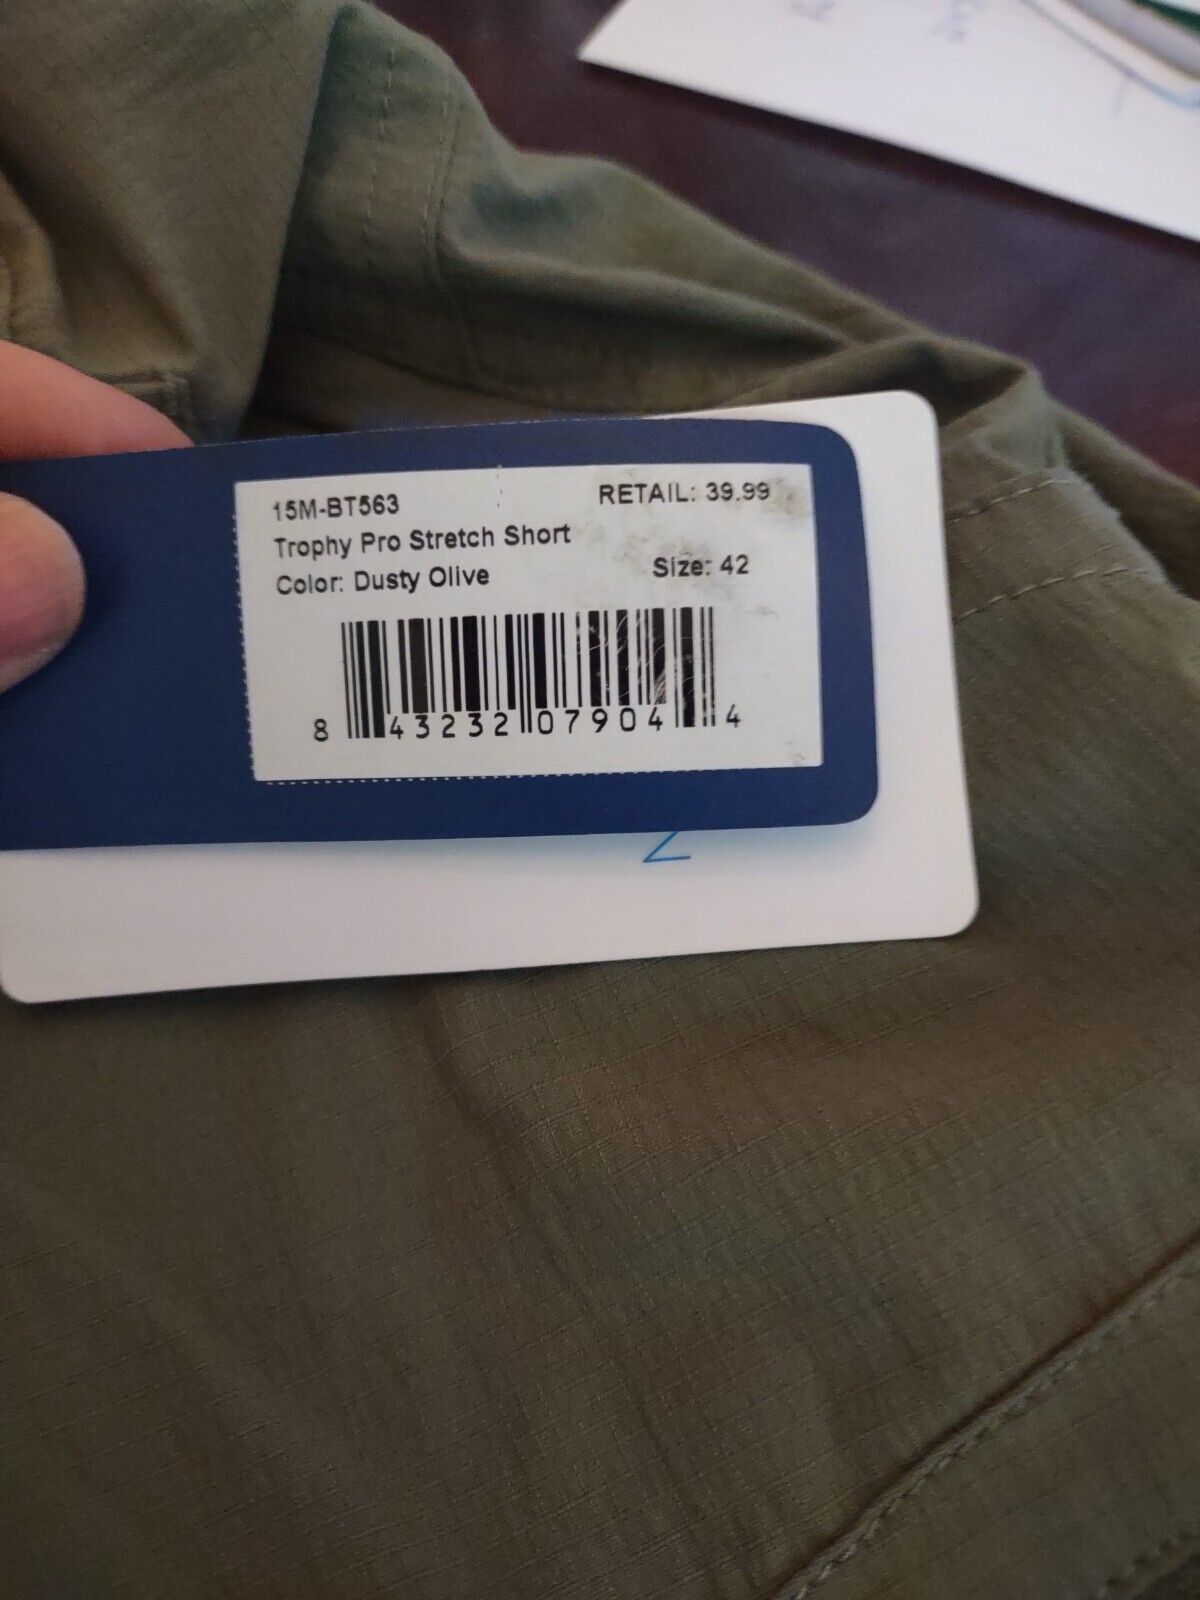 15M-BT563 RETAIL: 39.99
Trophy Pro Stretch Short
Color: Dusty Olive Size: 42
8 43232 07904 4